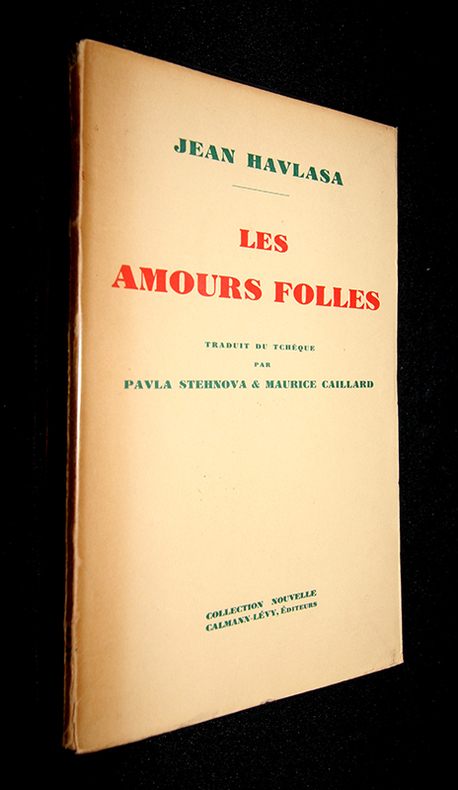 JEAN HAVLASA
LES
AMOURS FOLLES
TRADUIT DU TCHÈQUE
PAR
PAVLA STEHNOVA & MAURICE CAILLARD
COLLECTION NOUVELLE
CALMANN-LÉVY, ÉDITEURS